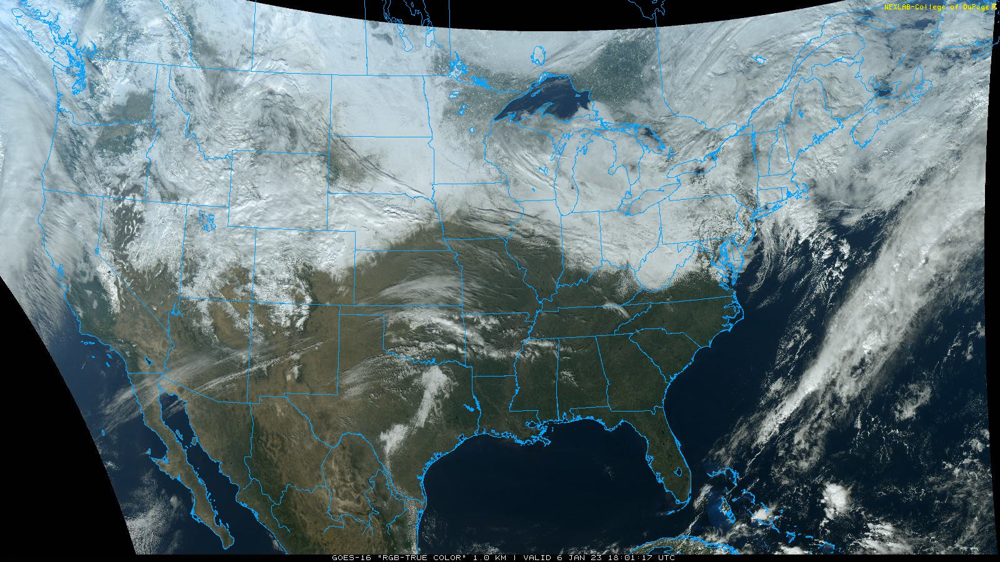 NEXLAB-College of DuPage
GOES-16 "RGB-TRUE COLOR" 1.0 KM | VALID 6 JAN 23 18:01:17 UTC